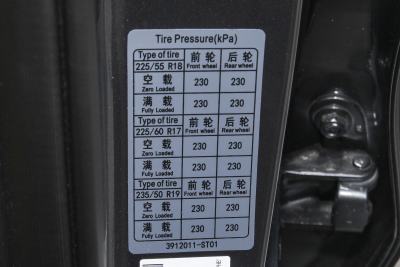 Tire Pressure(kPa)
Type of tire 前轮 后轮
225/55 R18 Front wheel Rear wheel
空载 230 230
Zero Loaded
满载 230 230
Fully Loaded
Type of tire 前轮 后轮
225/60 R17 Front wheel Rear wheel
空载 230 230
Zero Loaded
满载 230 230
Fully Loaded
Type of tire 前轮 后轮
235/50 R19 Front wheel Rear wheel
空载 230 230
Zero Loaded
满载 230 230
Fully Loaded
3912011-ST01